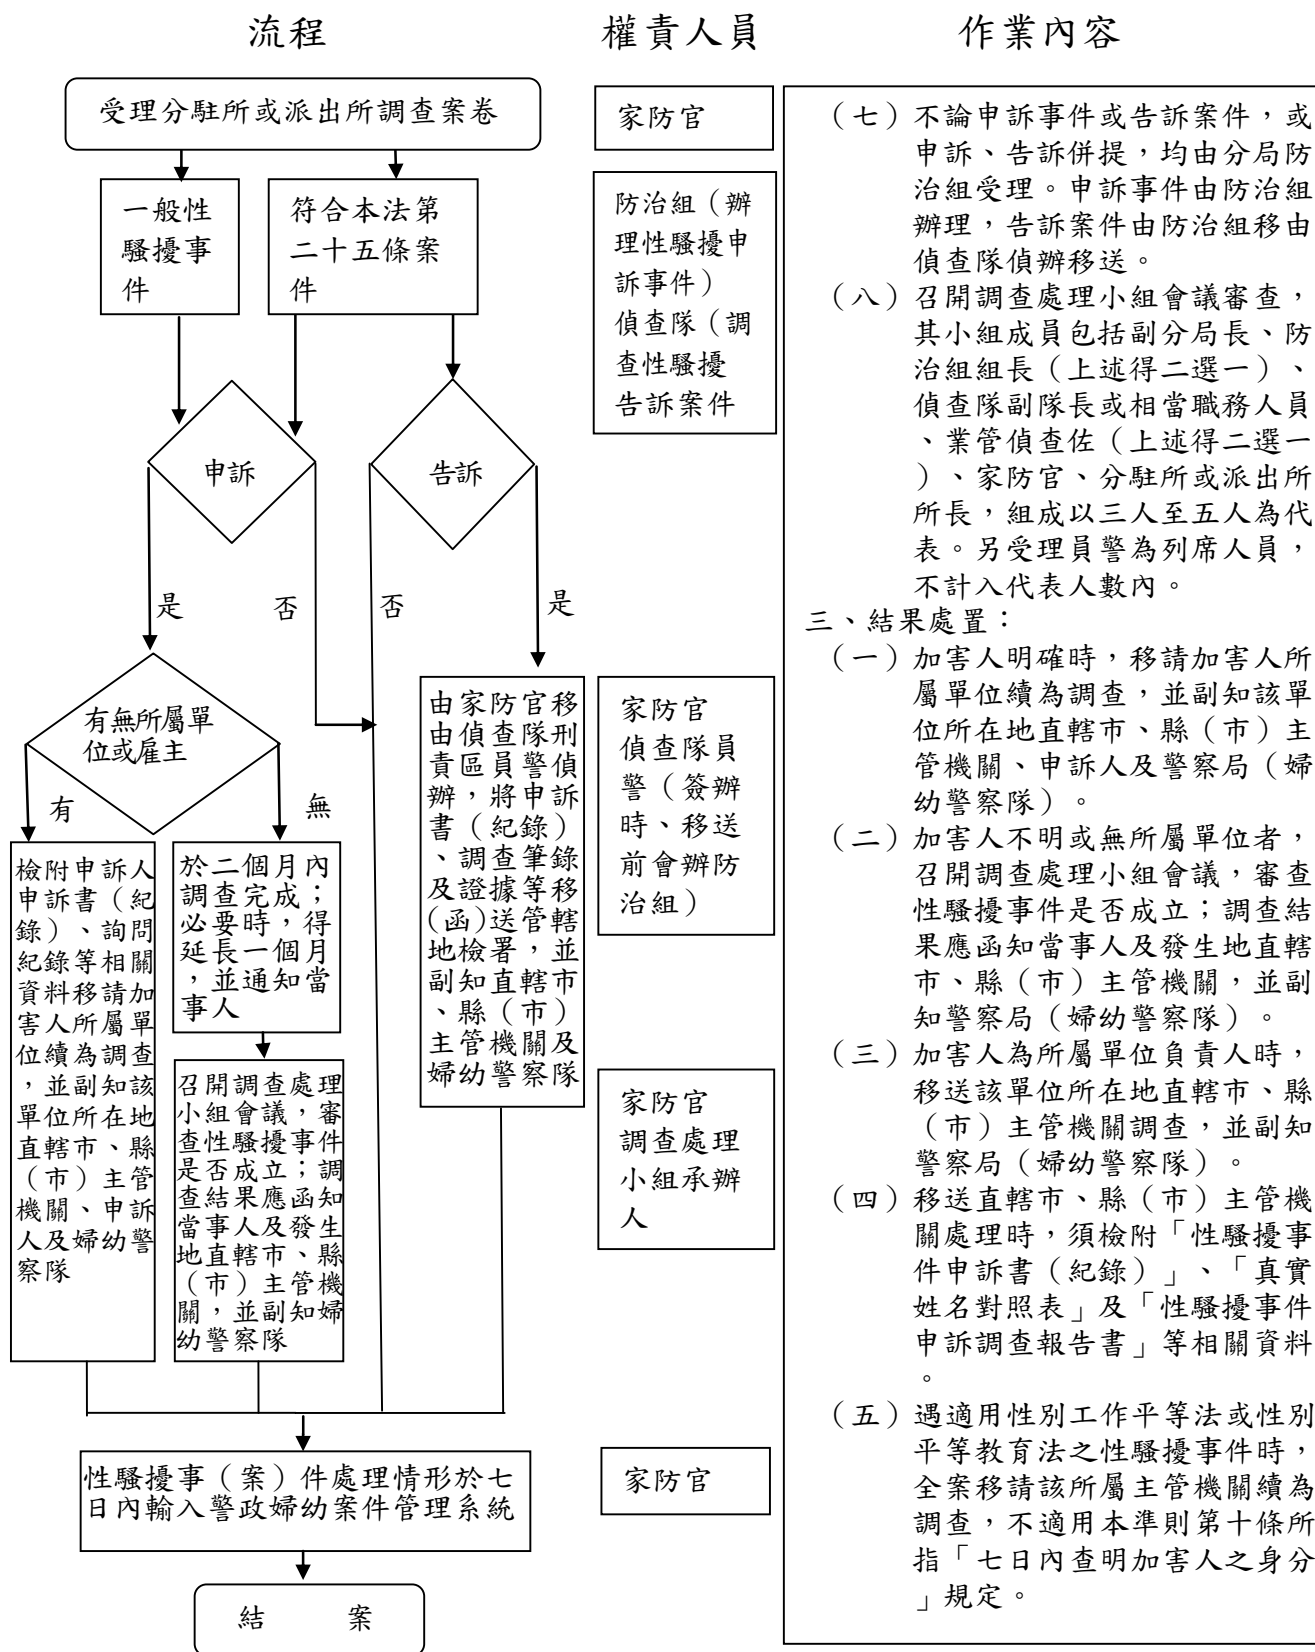 流程
權責人員
作業內容
受理分駐所或派出所調查案卷
一般性
騷擾事
件
符合本法第
二十五條案
件
申訴
告訴
是
否
否
是
有無所屬單
位或雇主
有
無
檢附申訴人
申訴書（紀
錄）、詢問
紀錄等相關
資料移請加
害人所屬單
位續為調查
，並副知該
單位所在地
直轄市、縣
（市）主管
機關、申訴
人及婦幼警
察隊
於二個月內
調查完成；
必要時，得
延長一個月
，並通知當
事人
召開調查處理
小組會議，審
查性騷擾事件
是否成立；調
查結果應函知
當事人及發生
地直轄市、縣
（市）主管機
關，並副知婦
幼警察隊
由家防官移
由偵查隊刑
責區員警偵
辦，將申訴
書（紀錄）
、調查筆錄
及證據等移
(函)送管轄
地檢署，並
副知直轄市
、縣（市）
主管機關及
婦幼警察隊
性騷擾事（案）件處理情形於七
日內輸入警政婦幼案件管理系統
結　　案
家防官
防治組（辦
理性騷擾申
訴事件）
偵查隊（調
查性騷擾
告訴案件
家防官
偵查隊員
警（簽辦
時、移送
前會辦防
治組）
家防官
調查處理
小組承辦
人
家防官
（七）不論申訴事件或告訴案件，或
申訴、告訴併提，均由分局防
治組受理。申訴事件由防治組
辦理，告訴案件由防治組移由
偵查隊偵辦移送。
（八）召開調查處理小組會議審查，
其小組成員包括副分局長、防
治組組長（上述得二選一）、
偵查隊副隊長或相當職務人員
、業管偵查佐（上述得二選一
）、家防官、分駐所或派出所
所長，組成以三人至五人為代
表。另受理員警為列席人員，
不計入代表人數內。
三、結果處置：
（一）加害人明確時，移請加害人所
屬單位續為調查，並副知該單
位所在地直轄市、縣（市）主
管機關、申訴人及警察局（婦
幼警察隊）。
（二）加害人不明或無所屬單位者，
召開調查處理小組會議，審查
性騷擾事件是否成立；調查結
果應函知當事人及發生地直轄
市、縣（市）主管機關，並副
知警察局（婦幼警察隊）。
（三）加害人為所屬單位負責人時，
移送該單位所在地直轄市、縣
（市）主管機關調查，並副知
警察局（婦幼警察隊）。
（四）移送直轄市、縣（市）主管機
關處理時，須檢附「性騷擾事
件申訴書（紀錄）」、「真實
姓名對照表」及「性騷擾事件
申訴調查報告書」等相關資料
。
（五）遇適用性別工作平等法或性別
平等教育法之性騷擾事件時，
全案移請該所屬主管機關續為
調查，不適用本準則第十條所
指「七日內查明加害人之身分
」規定。